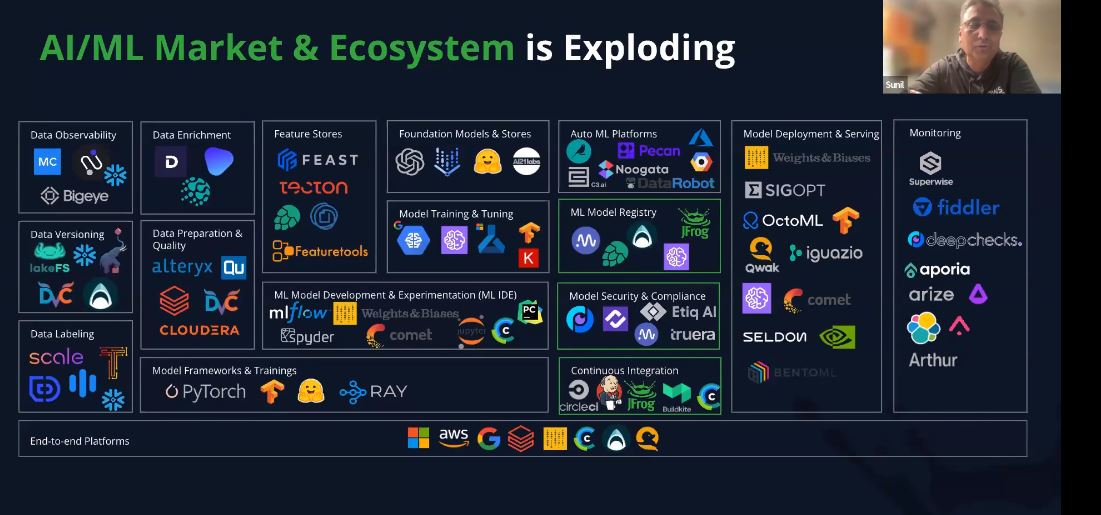 AI/ML Market & Ecosystem is Exploding
Sunil
Data Observability
MC
Bigeye
Data Enrichment
D
Feature Stores
FEAST
TECTON
Featuretools
Foundation Models & Stores
AI21labs
Auto ML Platforms
Pecan
Noogata
C3.ai
DataRobot
Model Deployment & Serving
Weights & Biases
SIGOPT
OctoML
Qwak
iguazio
comet
SELDON
BENTOML
Monitoring
Superwise
fiddler
deepchecks.
aporia
arize
Arthur
Data Versioning
lakeFS
DVC
Data Preparation &
Quality
alteryx
Qu
DVC
CLOUDERA
Model Training & Tuning
K
ML Model Registry
JFrog
ML Model Development & Experimentation (ML IDE)
mlflow
Weights & Biases
PC
spyder
comet
jupyter
Model Security & Compliance
Etiq AI
truera
Data Labeling
scale
Model Frameworks & Trainings
PyTorch
RAY
Continuous Integration
circleci
JFrog
Buildkite
End-to-end Platforms
aws